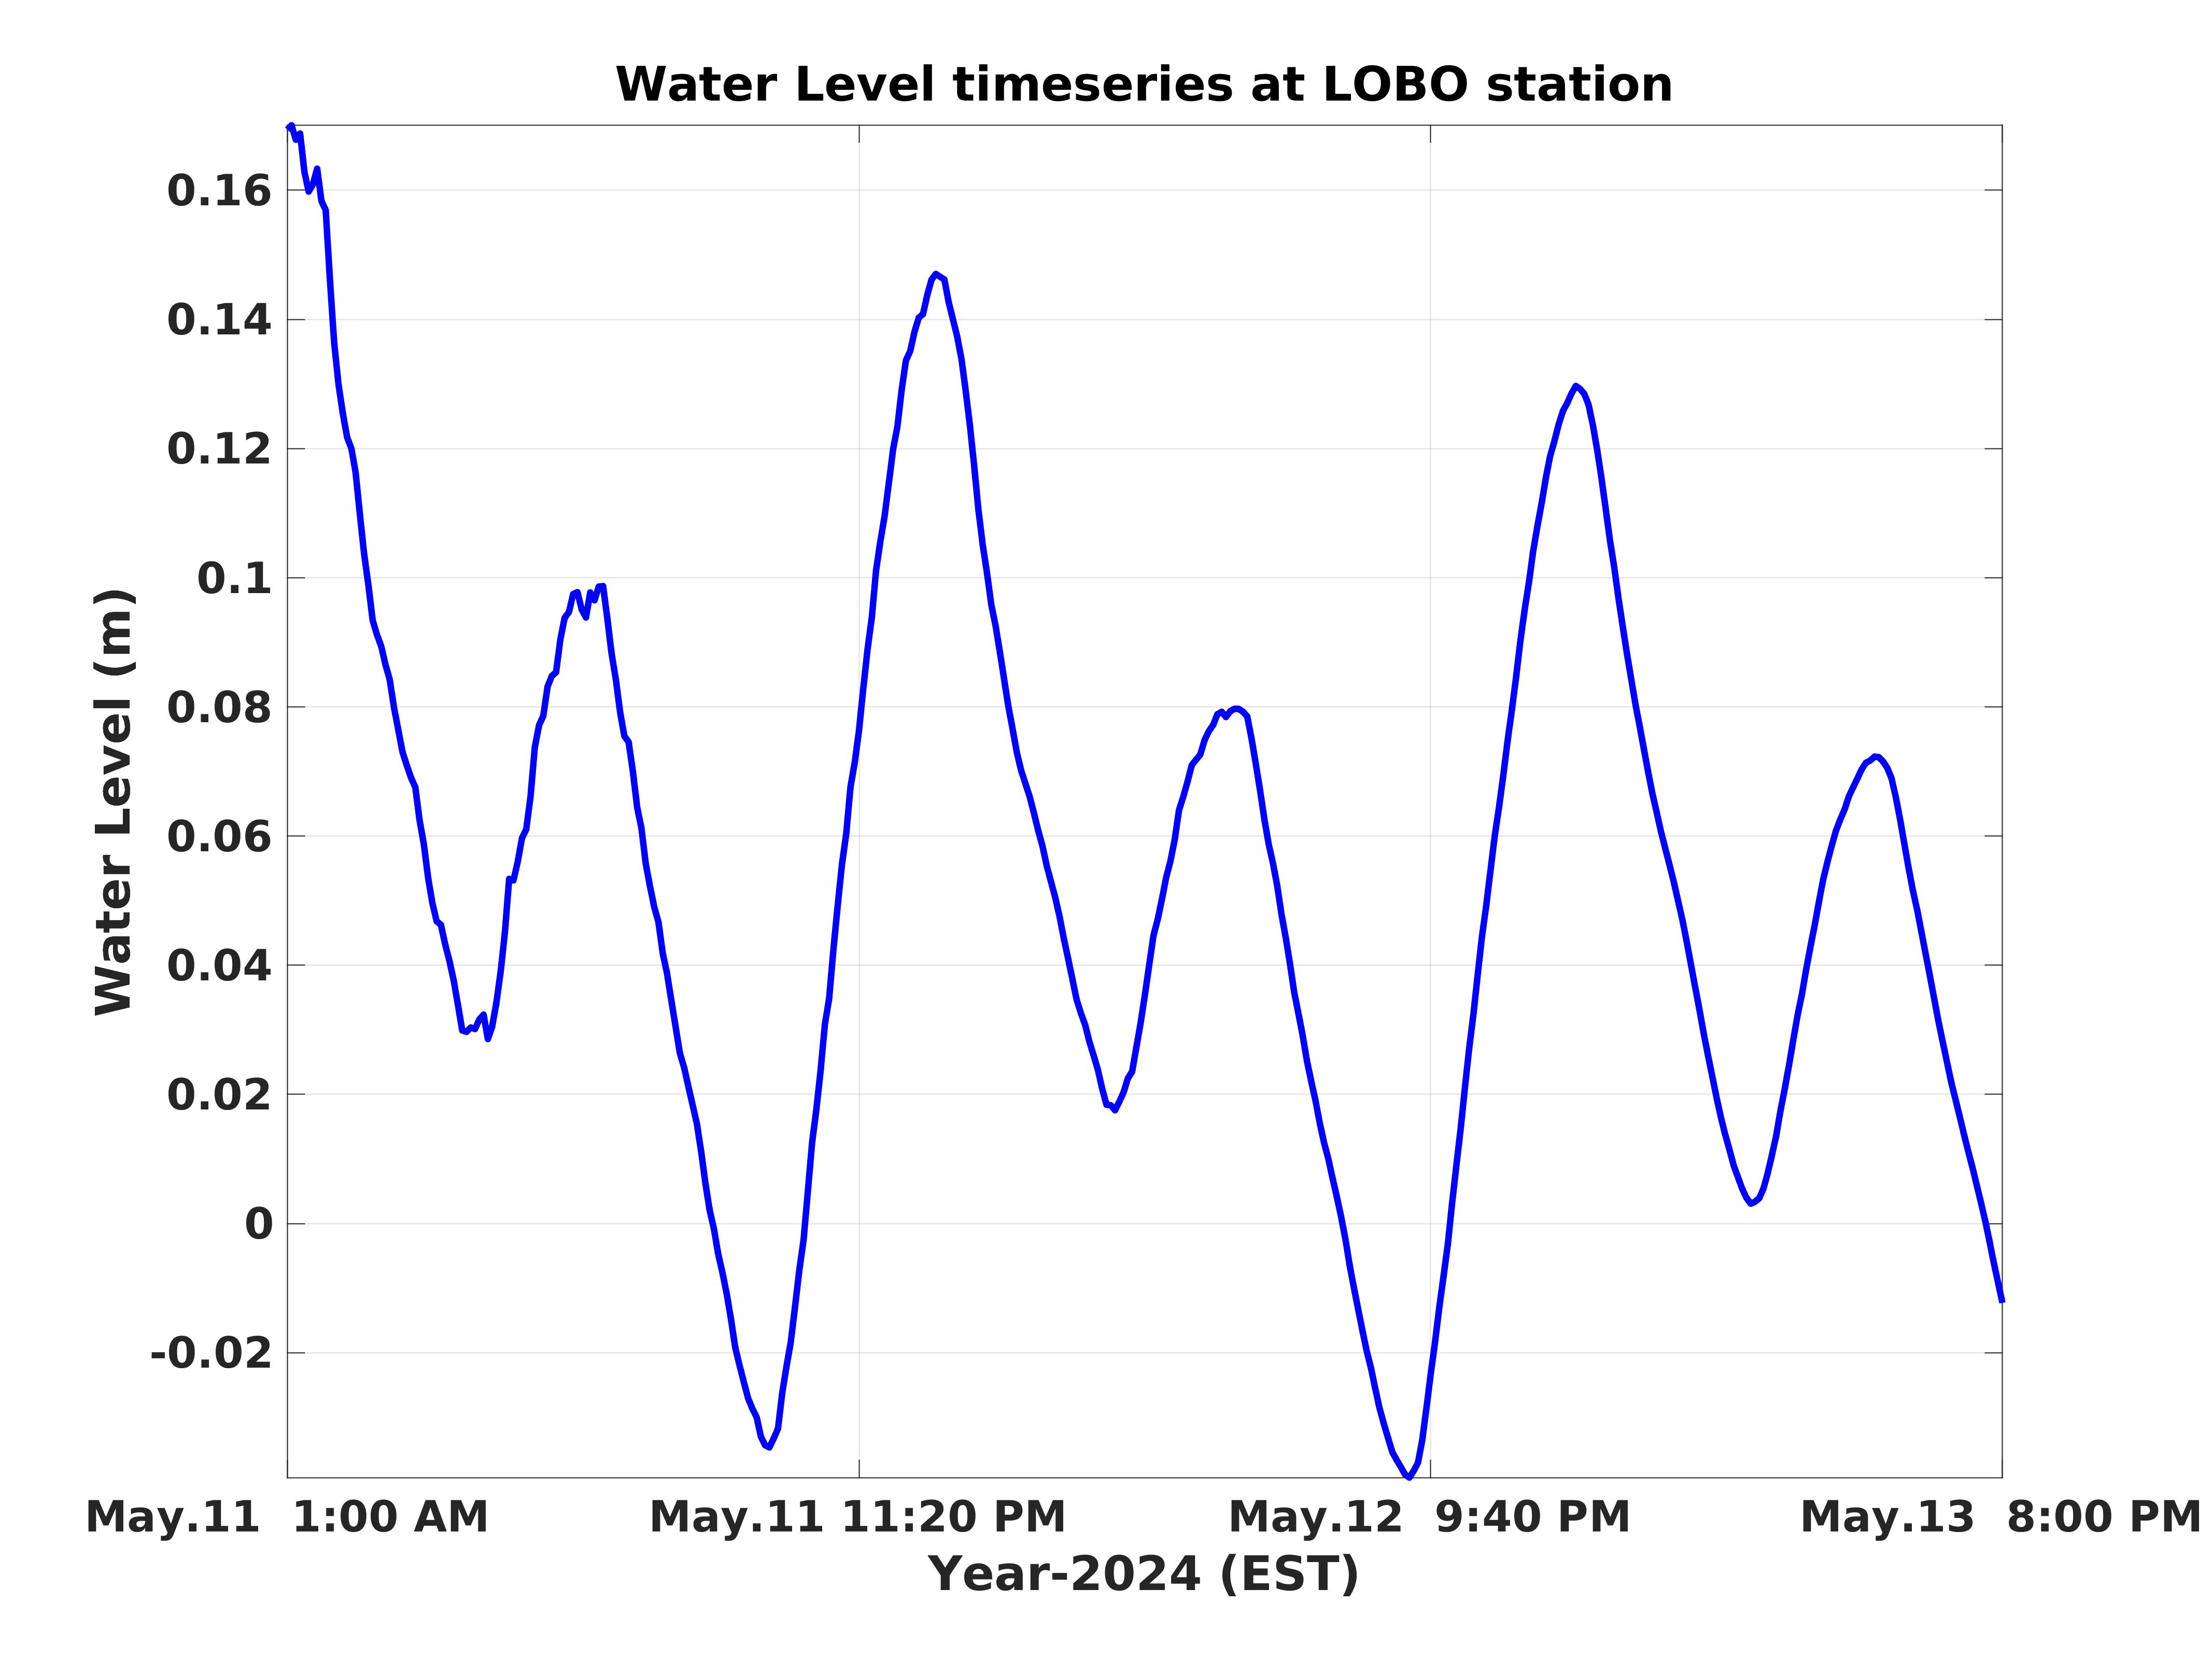 Water Level timeseries at LOBO station
0.16
0.14
0.12
0.1
0.08
0.06
0.04
0.02
0
-0.02
Water Level (m)
May.11 1:00 AM
May.11 11:20 PM
May.12 9:40 PM
May.13 8:00 PM
Year-2024 (EST)